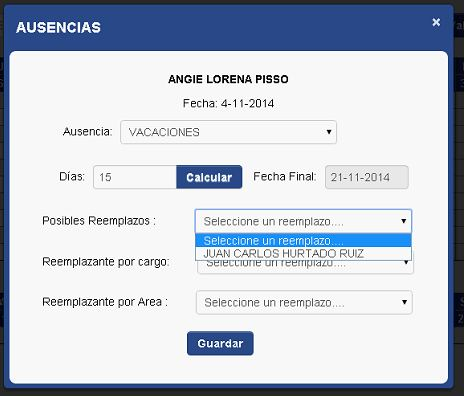 AUSENCIAS ×
ANGIE LORENA PISSO
Fecha: 4-11-2014
Ausencia: VACACIONES
Días: 15 Calcular Fecha Final: 21-11-2014
Posibles Reemplazos : Seleccione un reemplazo....
Seleccione un reemplazo....
JUAN CARLOS HURTADO RUIZ
Reemplazante por cargo: Seleccione un reemplazo....
Reemplazante por Area : Seleccione un reemplazo....
Guardar